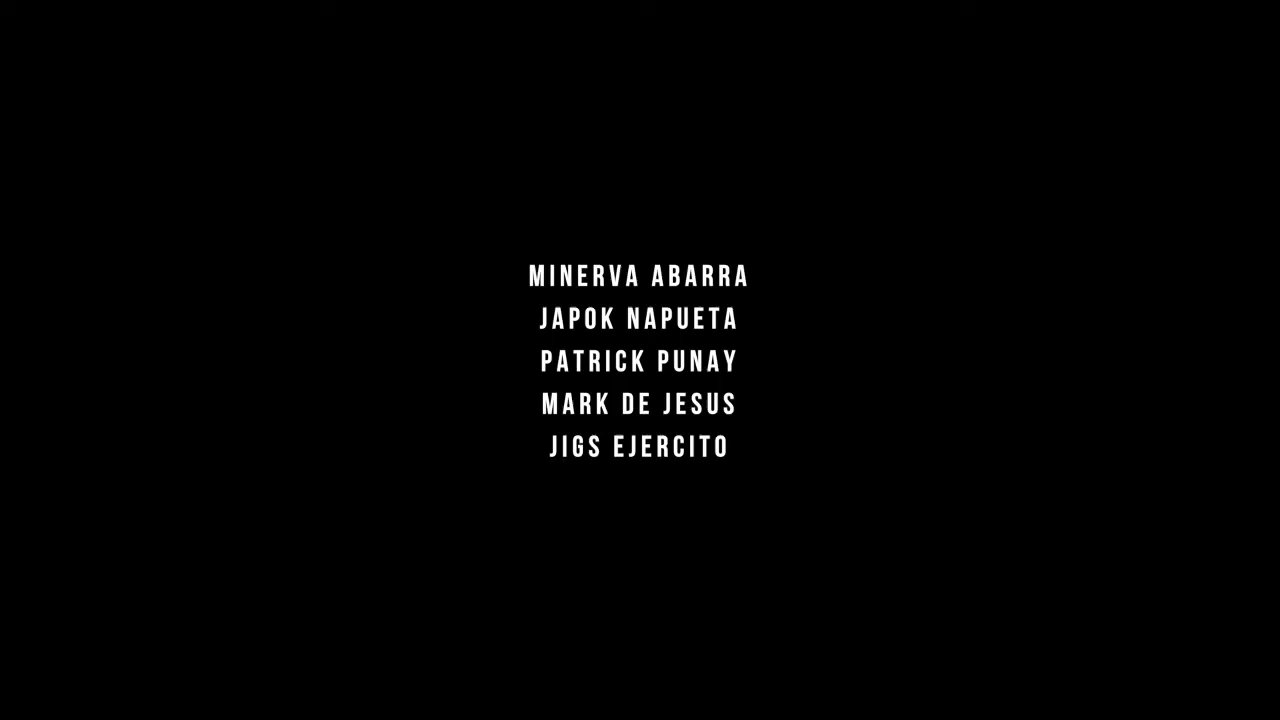 MINERVA ABARRA
JAPOK NAPUETA
PATRICK PUNAY
MARK DE JESUS
JIGS EJERCITO